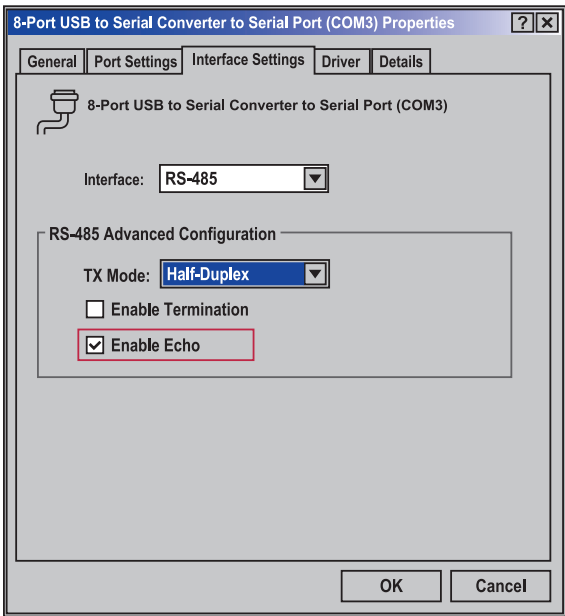 8-Port USB to Serial Converter to Serial Port (COM3) Properties
General Port Settings Interface Settings Driver Details
8-Port USB to Serial Converter to Serial Port (COM3)
Interface: RS-485
RS-485 Advanced Configuration
TX Mode: Half-Duplex
Enable Termination
Enable Echo
OK Cancel